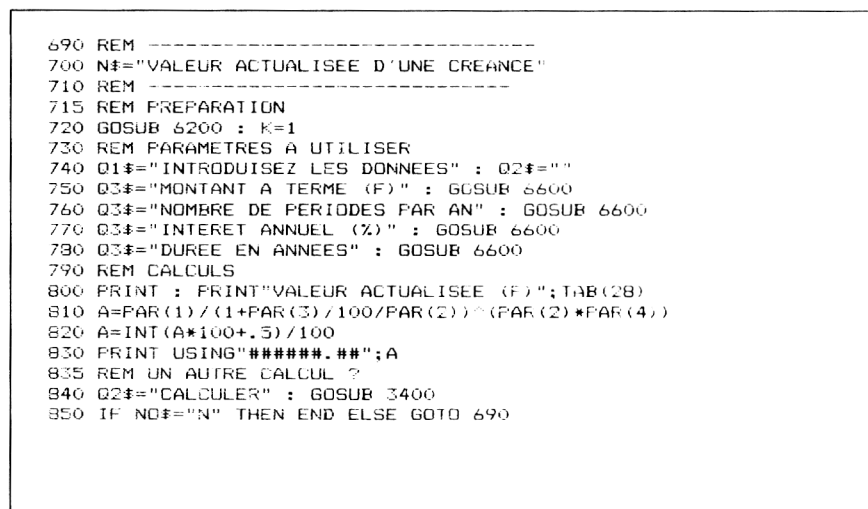 690 REM --------------------------------
700 N$="VALEUR ACTUALISEE D'UNE CREANCE"
710 REM ------------------------------
715 REM PREPARATION
720 GOSUB 6200 : K=1
730 REM PARAMETRES A UTILISER
740 Q1$="INTRODUISEZ LES DONNEES" : Q2$=""
750 Q3$="MONTANT A TERME (F)" : GOSUB 6600
760 Q3$="NOMBRE DE PERIODES PAR AN" : GOSUB 6600
770 Q3$="INTERET ANNUEL (%)" : GOSUB 6600
780 Q3$="DUREE EN ANNEES" : GOSUB 6600
790 REM CALCULS
800 PRINT : PRINT"VALEUR ACTUALISEE (F)";TAB(28)
810 A=PAR(1)/(1+PAR(3)/100/PAR(2))^(PAR(2)*PAR(4))
820 A=INT(A*100+.5)/100
830 PRINT USING"######.##";A
835 REM UN AUTRE CALCUL ?
840 Q2$="CALCULER" : GOSUB 3400
850 IF NO$="N" THEN END ELSE GOTO 690